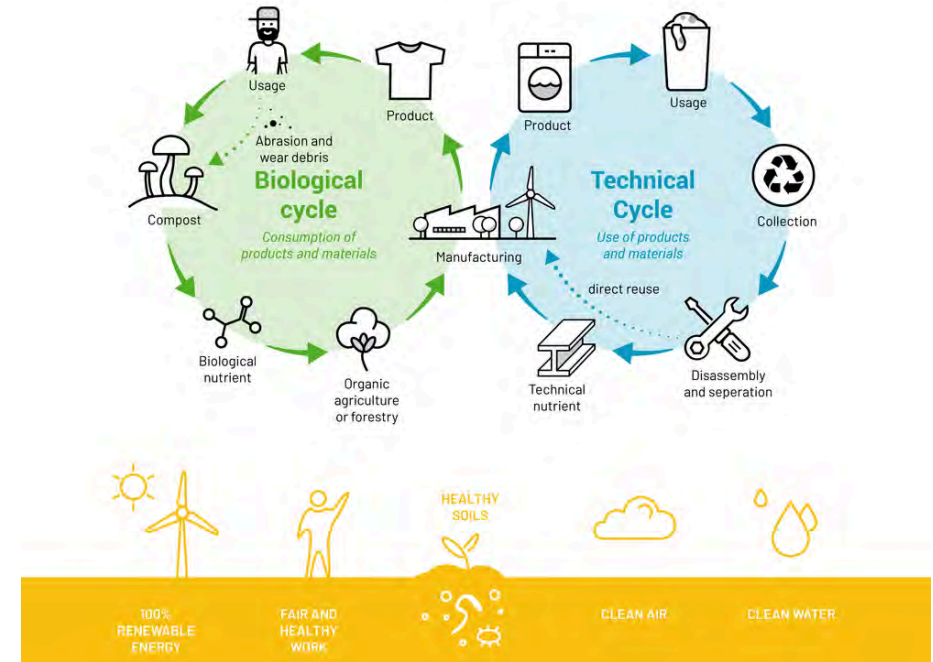 Usage
Product
Abrasion and
wear debris
Biological
cycle
Consumption of
products and materials
Compost
Biological
nutrient
Organic
agriculture
or forestry
Manufacturing
Product
Usage
Technical
Cycle
Use of products
and materials
Collection
direct reuse
Disassembly
and seperation
Technical
nutrient
100%
RENEWABLE
ENERGY
FAIR AND
HEALTHY
WORK
HEALTHY
SOILS
CLEAN AIR
CLEAN WATER